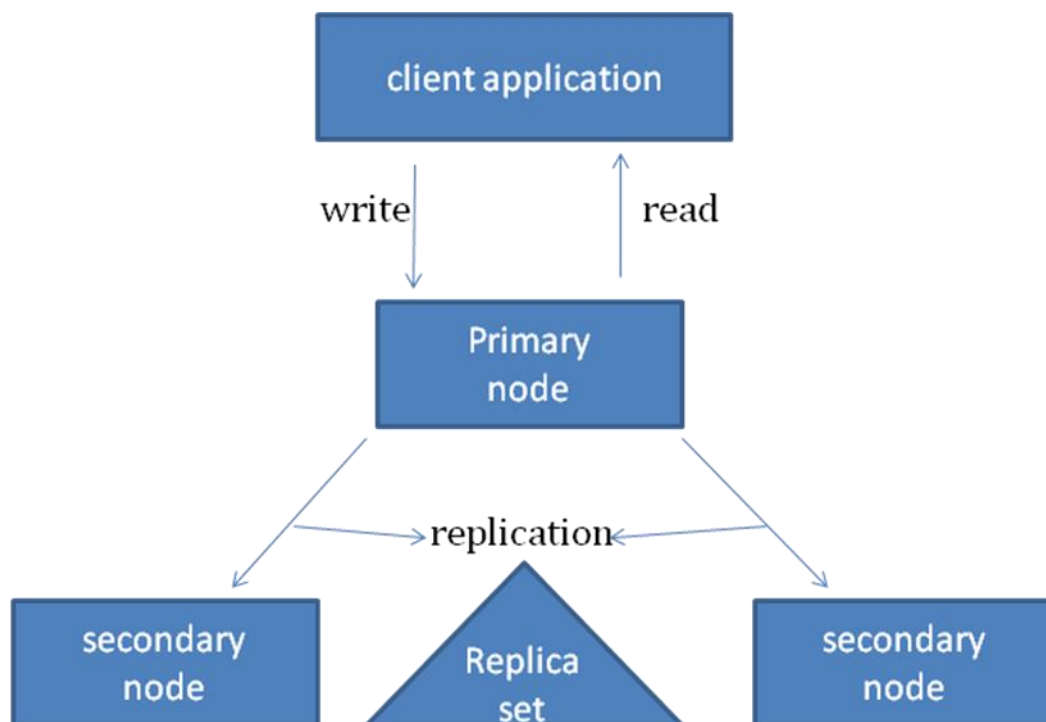 client application
write
read
Primary
node
replication
secondary
node
Replica
set
secondary
node